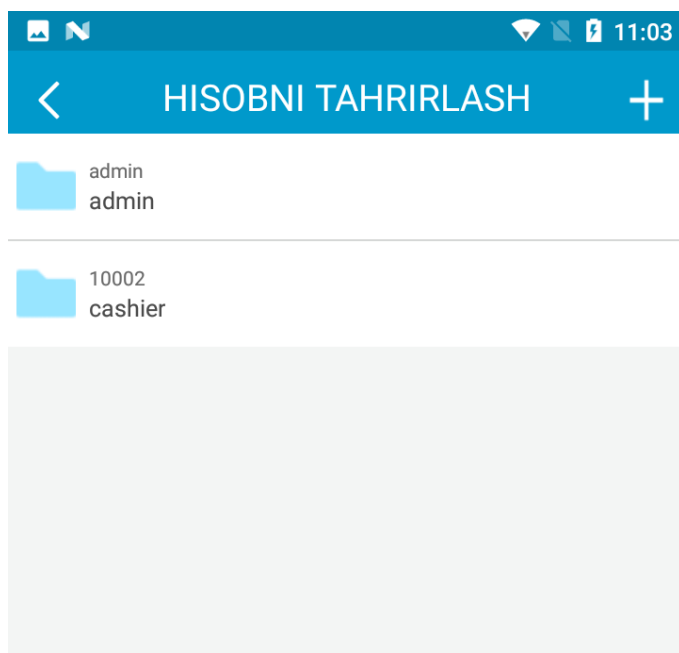 11:03
HISOBNI TAHRIRLASH
admin
admin
10002
cashier